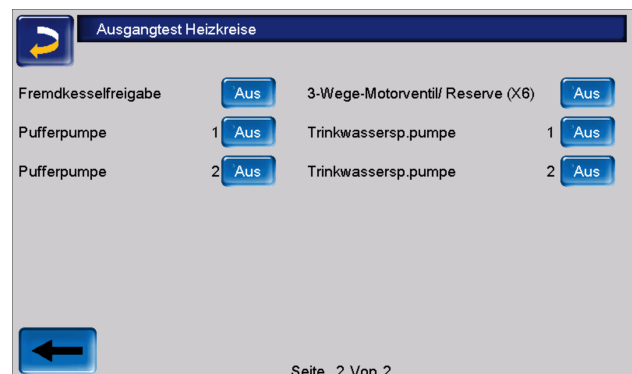 Ausgangtest Heizkreise
Fremdkesselfreigabe Aus 3-Wege-Motorventil/ Reserve (X6) Aus
Pufferpumpe 1 Aus Trinkwassersp.pumpe 1 Aus
Pufferpumpe 2 Aus Trinkwassersp.pumpe 2 Aus
Seite 2 Von 2